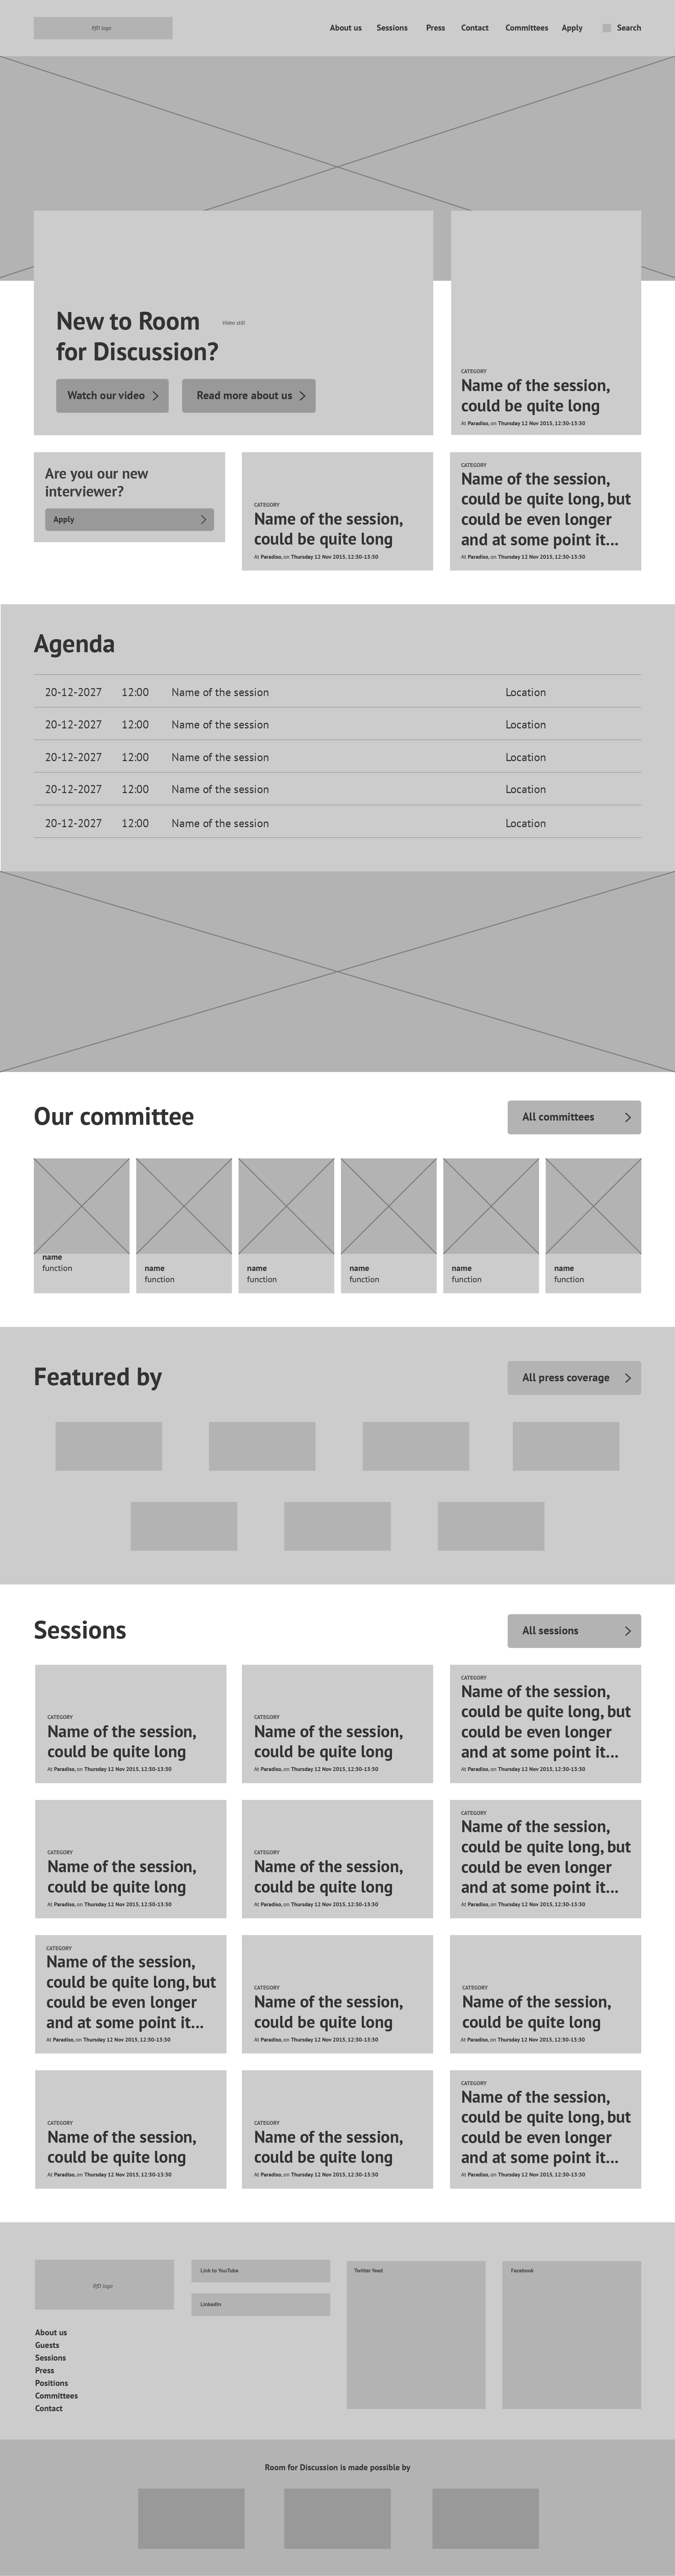 RfD logo
About us
Sessions
Press
Contact
Committees
Apply
Search
New to Room
for Discussion?
Video still
Watch our video
Read more about us
CATEGORY
Name of the session,
could be quite long
At Paradiso, on Thursday 12 Nov 2015, 12:30-13:30
Are you our new
interviewer?
Apply
CATEGORY
Name of the session,
could be quite long
At Paradiso, on Thursday 12 Nov 2015, 12:30-13:30
CATEGORY
Name of the session,
could be quite long, but
could be even longer
and at some point it...
At Paradiso, on Thursday 12 Nov 2015, 12:30-13:30
Agenda
20-12-2027 12:00 Name of the session Location
20-12-2027 12:00 Name of the session Location
20-12-2027 12:00 Name of the session Location
20-12-2027 12:00 Name of the session Location
20-12-2027 12:00 Name of the session Location
Our committee
All committees
name
function
name
function
name
function
name
function
name
function
name
function
Featured by
All press coverage
Sessions
All sessions
CATEGORY
Name of the session,
could be quite long
At Paradiso, on Thursday 12 Nov 2015, 12:30-13:30
CATEGORY
Name of the session,
could be quite long
At Paradiso, on Thursday 12 Nov 2015, 12:30-13:30
CATEGORY
Name of the session,
could be quite long, but
could be even longer
and at some point it...
At Paradiso, on Thursday 12 Nov 2015, 12:30-13:30
CATEGORY
Name of the session,
could be quite long
At Paradiso, on Thursday 12 Nov 2015, 12:30-13:30
CATEGORY
Name of the session,
could be quite long
At Paradiso, on Thursday 12 Nov 2015, 12:30-13:30
CATEGORY
Name of the session,
could be quite long, but
could be even longer
and at some point it...
At Paradiso, on Thursday 12 Nov 2015, 12:30-13:30
CATEGORY
Name of the session,
could be quite long, but
could be even longer
and at some point it...
At Paradiso, on Thursday 12 Nov 2015, 12:30-13:30
CATEGORY
Name of the session,
could be quite long
At Paradiso, on Thursday 12 Nov 2015, 12:30-13:30
CATEGORY
Name of the session,
could be quite long
At Paradiso, on Thursday 12 Nov 2015, 12:30-13:30
CATEGORY
Name of the session,
could be quite long
At Paradiso, on Thursday 12 Nov 2015, 12:30-13:30
CATEGORY
Name of the session,
could be quite long
At Paradiso, on Thursday 12 Nov 2015, 12:30-13:30
CATEGORY
Name of the session,
could be quite long, but
could be even longer
and at some point it...
At Paradiso, on Thursday 12 Nov 2015, 12:30-13:30
RfD logo
About us
Guests
Sessions
Press
Positions
Committees
Contact
Link to YouTube
LinkedIn
Twitter feed
Facebook
Room for Discussion is made possible by